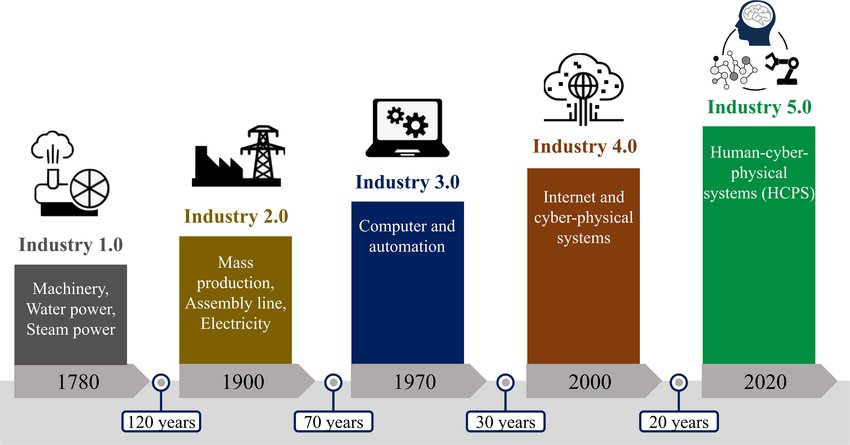 Industry 1.0
Machinery,
Water power,
Steam power
1780
120 years
Industry 2.0
Mass
production,
Assembly line,
Electricity
1900
70 years
Industry 3.0
Computer and
automation
1970
30 years
Industry 4.0
Internet and
cyber-physical
systems
2000
20 years
Industry 5.0
Human-cyber-
physical
systems (HCPS)
2020